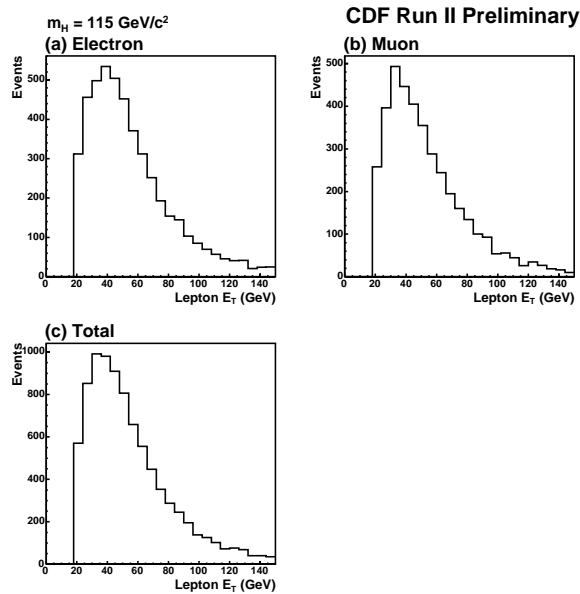 CDF Run II Preliminary
m_H = 115 GeV/c²
(a) Electron
Events
500
400
300
200
100
0
0 20 40 60 80 100 120 140
Lepton E_T (GeV)
(b) Muon
Events
500
400
300
200
100
0
0 20 40 60 80 100 120 140
Lepton E_T (GeV)
(c) Total
Events
1000
800
600
400
200
0
0 20 40 60 80 100 120 140
Lepton E_T (GeV)